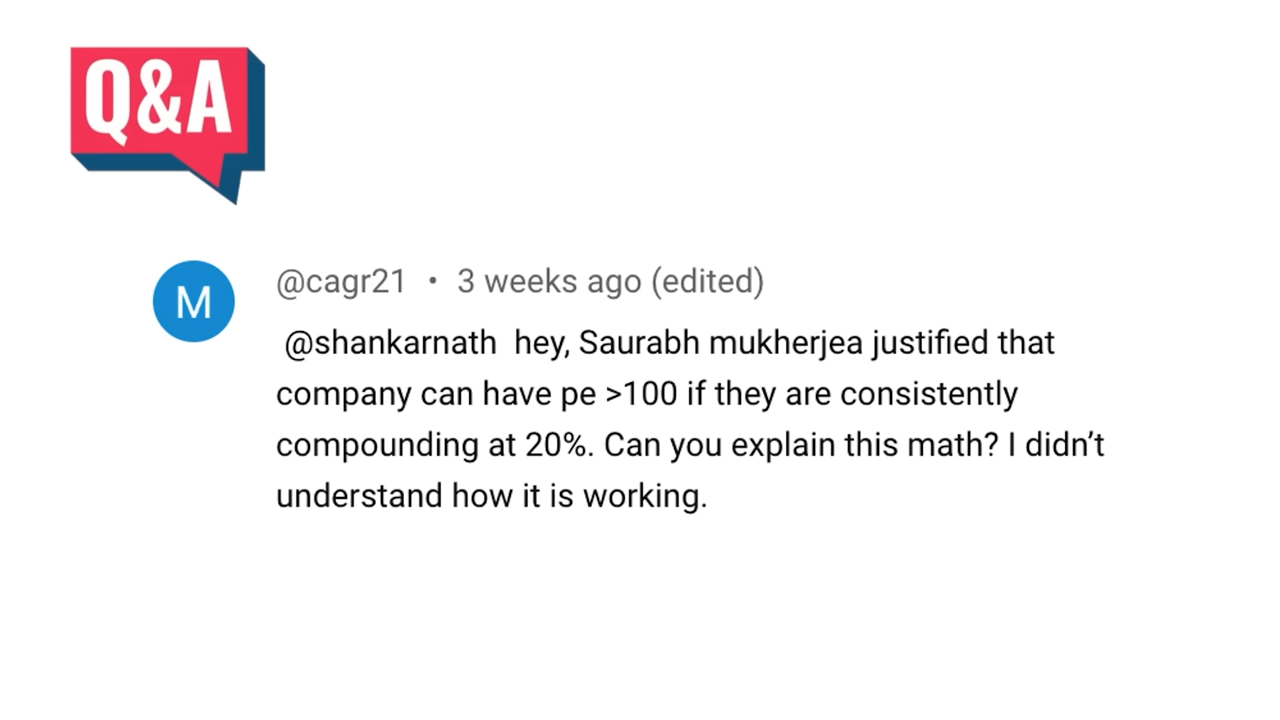 Q&A
M
@cagr21 • 3 weeks ago (edited)
@shankarnath hey, Saurabh mukherjea justified that
company can have pe >100 if they are consistently
compounding at 20%. Can you explain this math? I didn’t
understand how it is working.